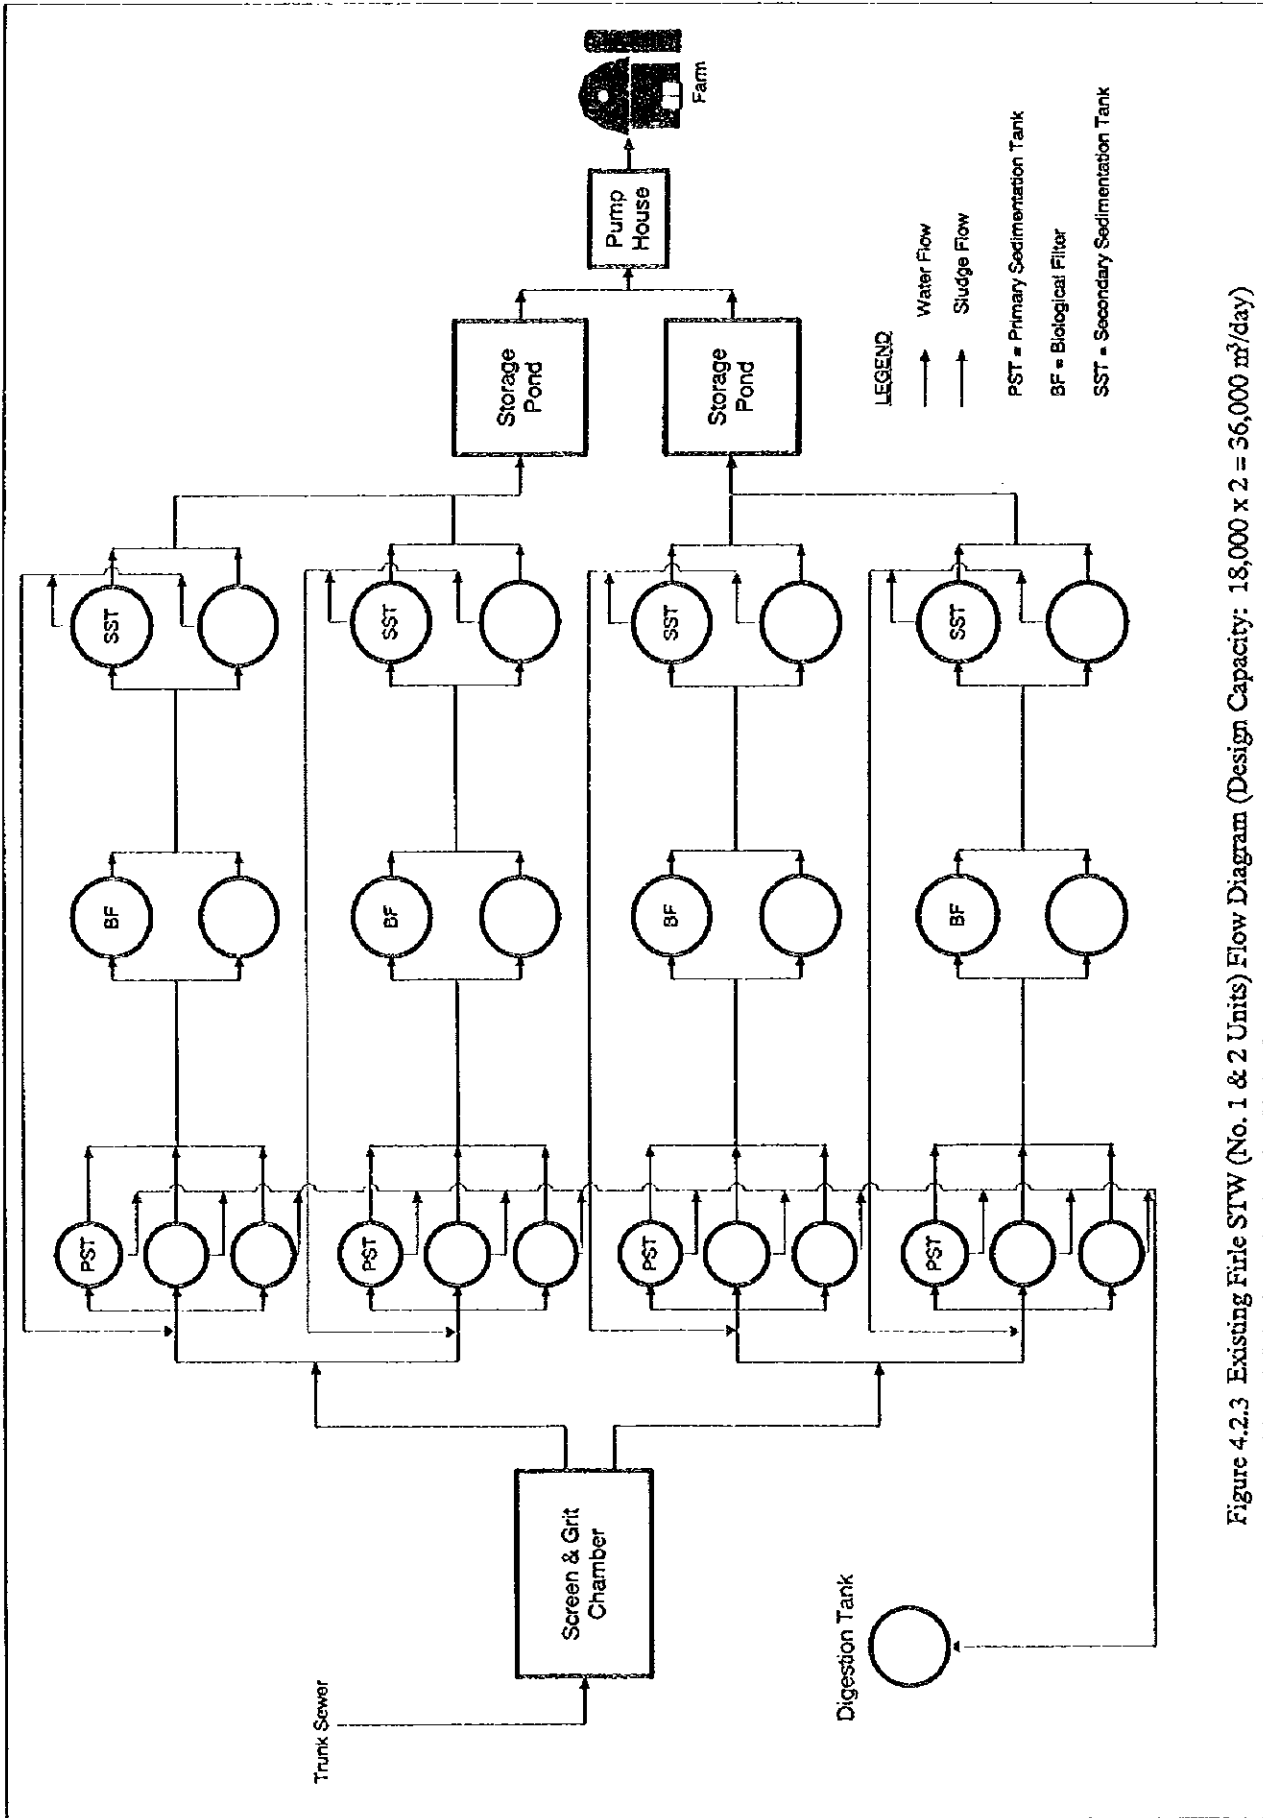 Trunk Sewer
Screen & Grit
Chamber
Digestion Tank
PST
BF
SST
PST
BF
SST
PST
BF
SST
PST
BF
SST
Storage
Pond
Storage
Pond
Pump
House
Farm
LEGEND
Water Flow
Sludge Flow
PST = Primary Sedimentation Tank
BF = Biological Filter
SST = Secondary Sedimentation Tank
Figure 4.2.3 Existing Firle STW (No. 1 & 2 Units) Flow Diagram (Design Capacity: 18,000 x 2 = 36,000 m³/day)